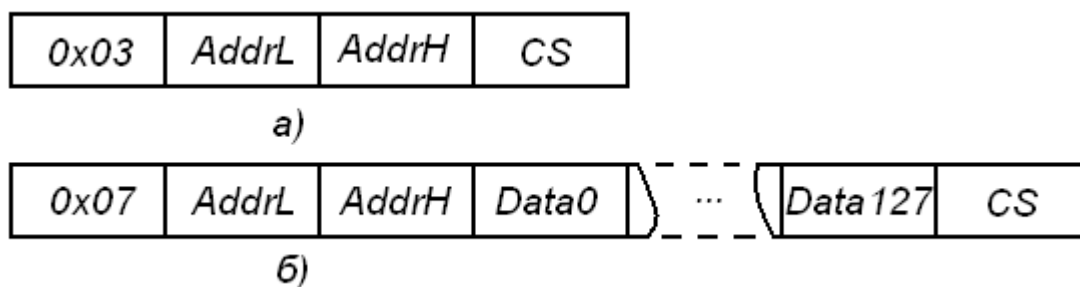 0x03 AddrL AddrH CS
а)
0x07 AddrL AddrH Data0 ... Data127 CS
б)